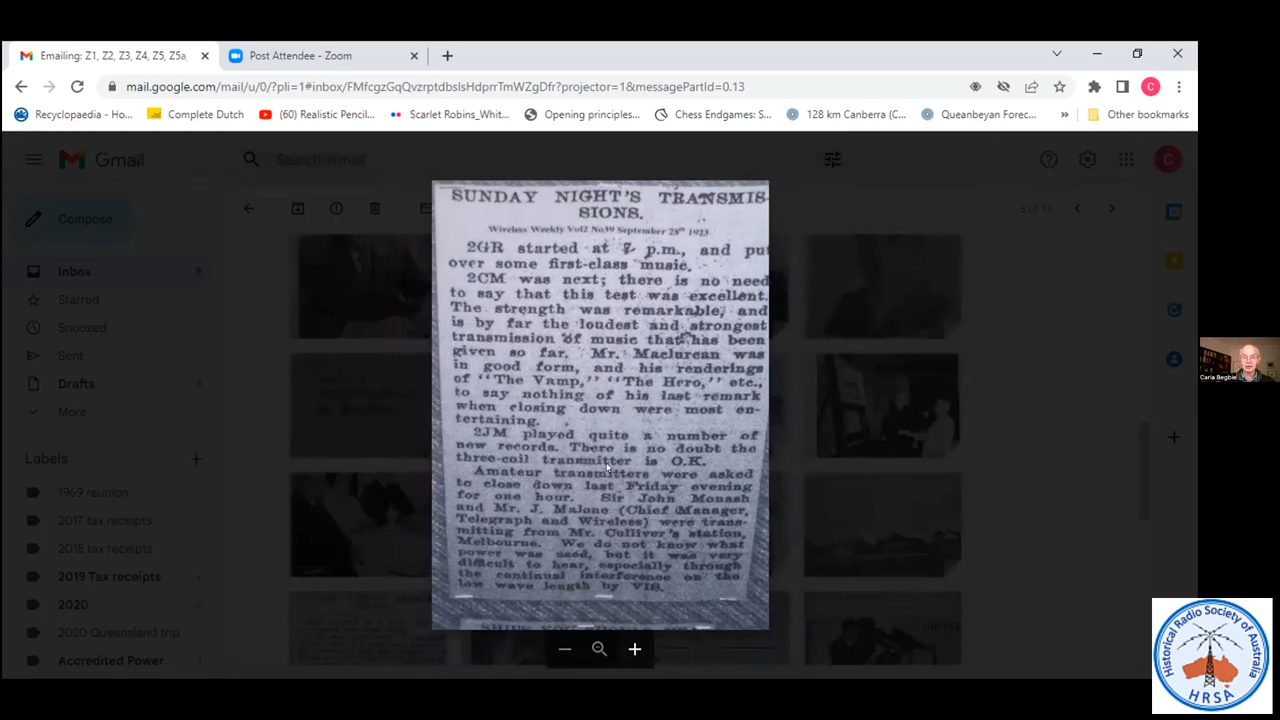 Emailing: Z1, Z2, Z3, Z4, Z5, Z5a,
Post Attendee - Zoom
mail.google.com/mail/u/0/?pli=1#inbox/FMfcgzGqQvzrptdBsJsHdprrTmWZgDfr?projector=1&messagePartId=0.13
Recyclopaedia - Ho...
Complete Dutch
(60) Realistic Pencil...
Scarlet Robins_Whit...
Opening principles...
Chess Endgames: S...
128 km Canberra (C...
Queanbeyan Forec...
»
Other bookmarks
Gmail
Search in mail
Compose
Inbox
Starred
Snoozed
Sent
Drafts 3
More
Labels
1969 reunion
2017 tax receipts
2018 tax receipts
2019 Tax receipts
2020
2020 Queensland trip
Accredited Power
SUNDAY NIGHT'S TRANSMIS-
SIONS.
Wireless Weekly Vol2 No39 September 28th 1923
2GR started at 7 p.m., and put
over some first-class music.
2CM was next; there is no need
to say that this test was excellent.
The strength was remarkable, and
is by far the loudest and strongest
transmission of music that has been
given so far. Mr. Maclurcan was
in good form, and his renderings
of "The Vamp," "The Hero," etc.,
to say nothing of his last remark
when closing down were most en-
tertaining.
2JM played quite a number of
new records. There is no doubt the
three-coil transmitter is O.K.
Amateur transmitters were asked
to close down last Friday evening
for one hour. Sir John Monash
and Mr. J. Malone (Chief Manager,
Telegraph and Wireless) were trans-
mitting from Mr. Culliver's station,
Melbourne. We do not know what
power was used, but it was very
difficult to hear, especially through
the continual interference on the
low wave length by VIS.
C
C
Carla Begbie
Historical Radio Society of Australia
HRSA